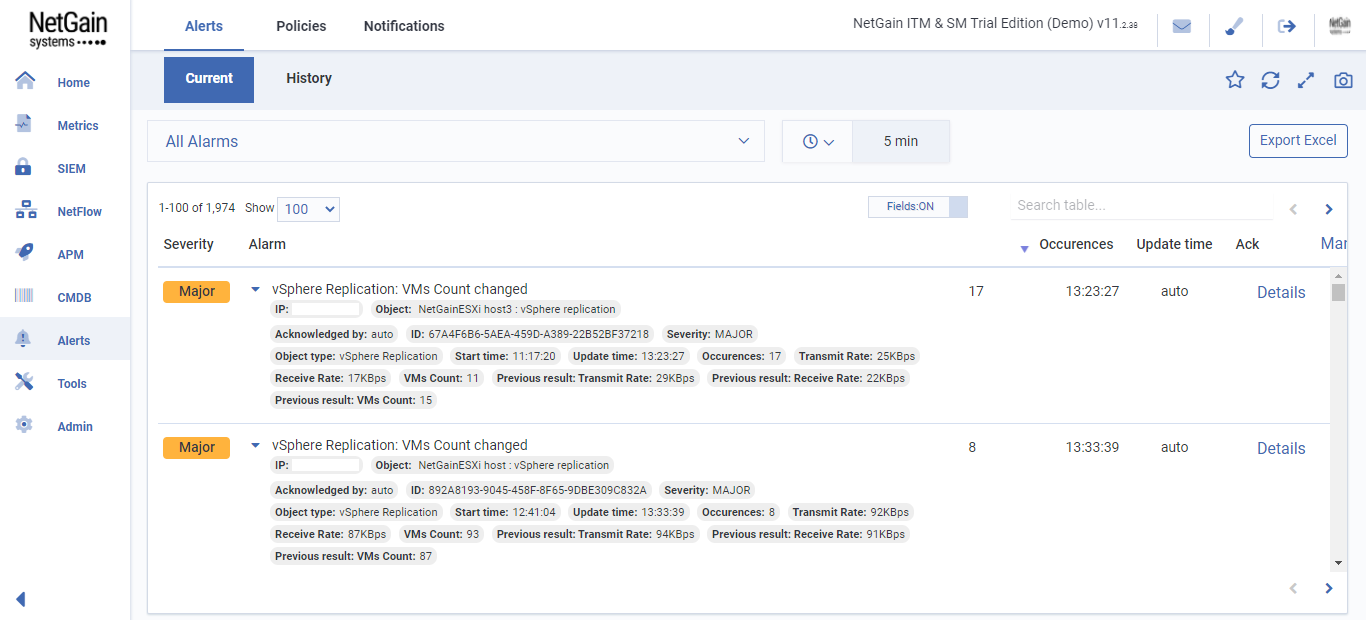 NetGain
systems
Alerts
Policies
Notifications
NetGain ITM & SM Trial Edition (Demo) v11.2.38
NetGain
Home
Metrics
SIEM
NetFlow
APM
CMDB
Alerts
Tools
Admin
Current
History
All Alarms
5 min
Export Excel
1-100 of 1,974 Show 100
Fields:ON
Search table...
Severity Alarm Occurences Update time Ack Mar
Major vSphere Replication: VMs Count changed 17 13:23:27 auto Details
IP: Object: NetGainESXi host3 : vSphere replication
Acknowledged by: auto ID: 67A4F6B6-5AEA-459D-A389-22B52BF37218 Severity: MAJOR
Object type: vSphere Replication Start time: 11:17:20 Update time: 13:23:27 Occurences: 17 Transmit Rate: 25KBps
Receive Rate: 17KBps VMs Count: 11 Previous result: Transmit Rate: 29KBps Previous result: Receive Rate: 22KBps
Previous result: VMs Count: 15
Major vSphere Replication: VMs Count changed 8 13:33:39 auto Details
IP: Object: NetGainESXi host : vSphere replication
Acknowledged by: auto ID: 892A8193-9045-458F-8F65-9DBE309C832A Severity: MAJOR
Object type: vSphere Replication Start time: 12:41:04 Update time: 13:33:39 Occurences: 8 Transmit Rate: 92KBps
Receive Rate: 87KBps VMs Count: 93 Previous result: Transmit Rate: 94KBps Previous result: Receive Rate: 91KBps
Previous result: VMs Count: 87